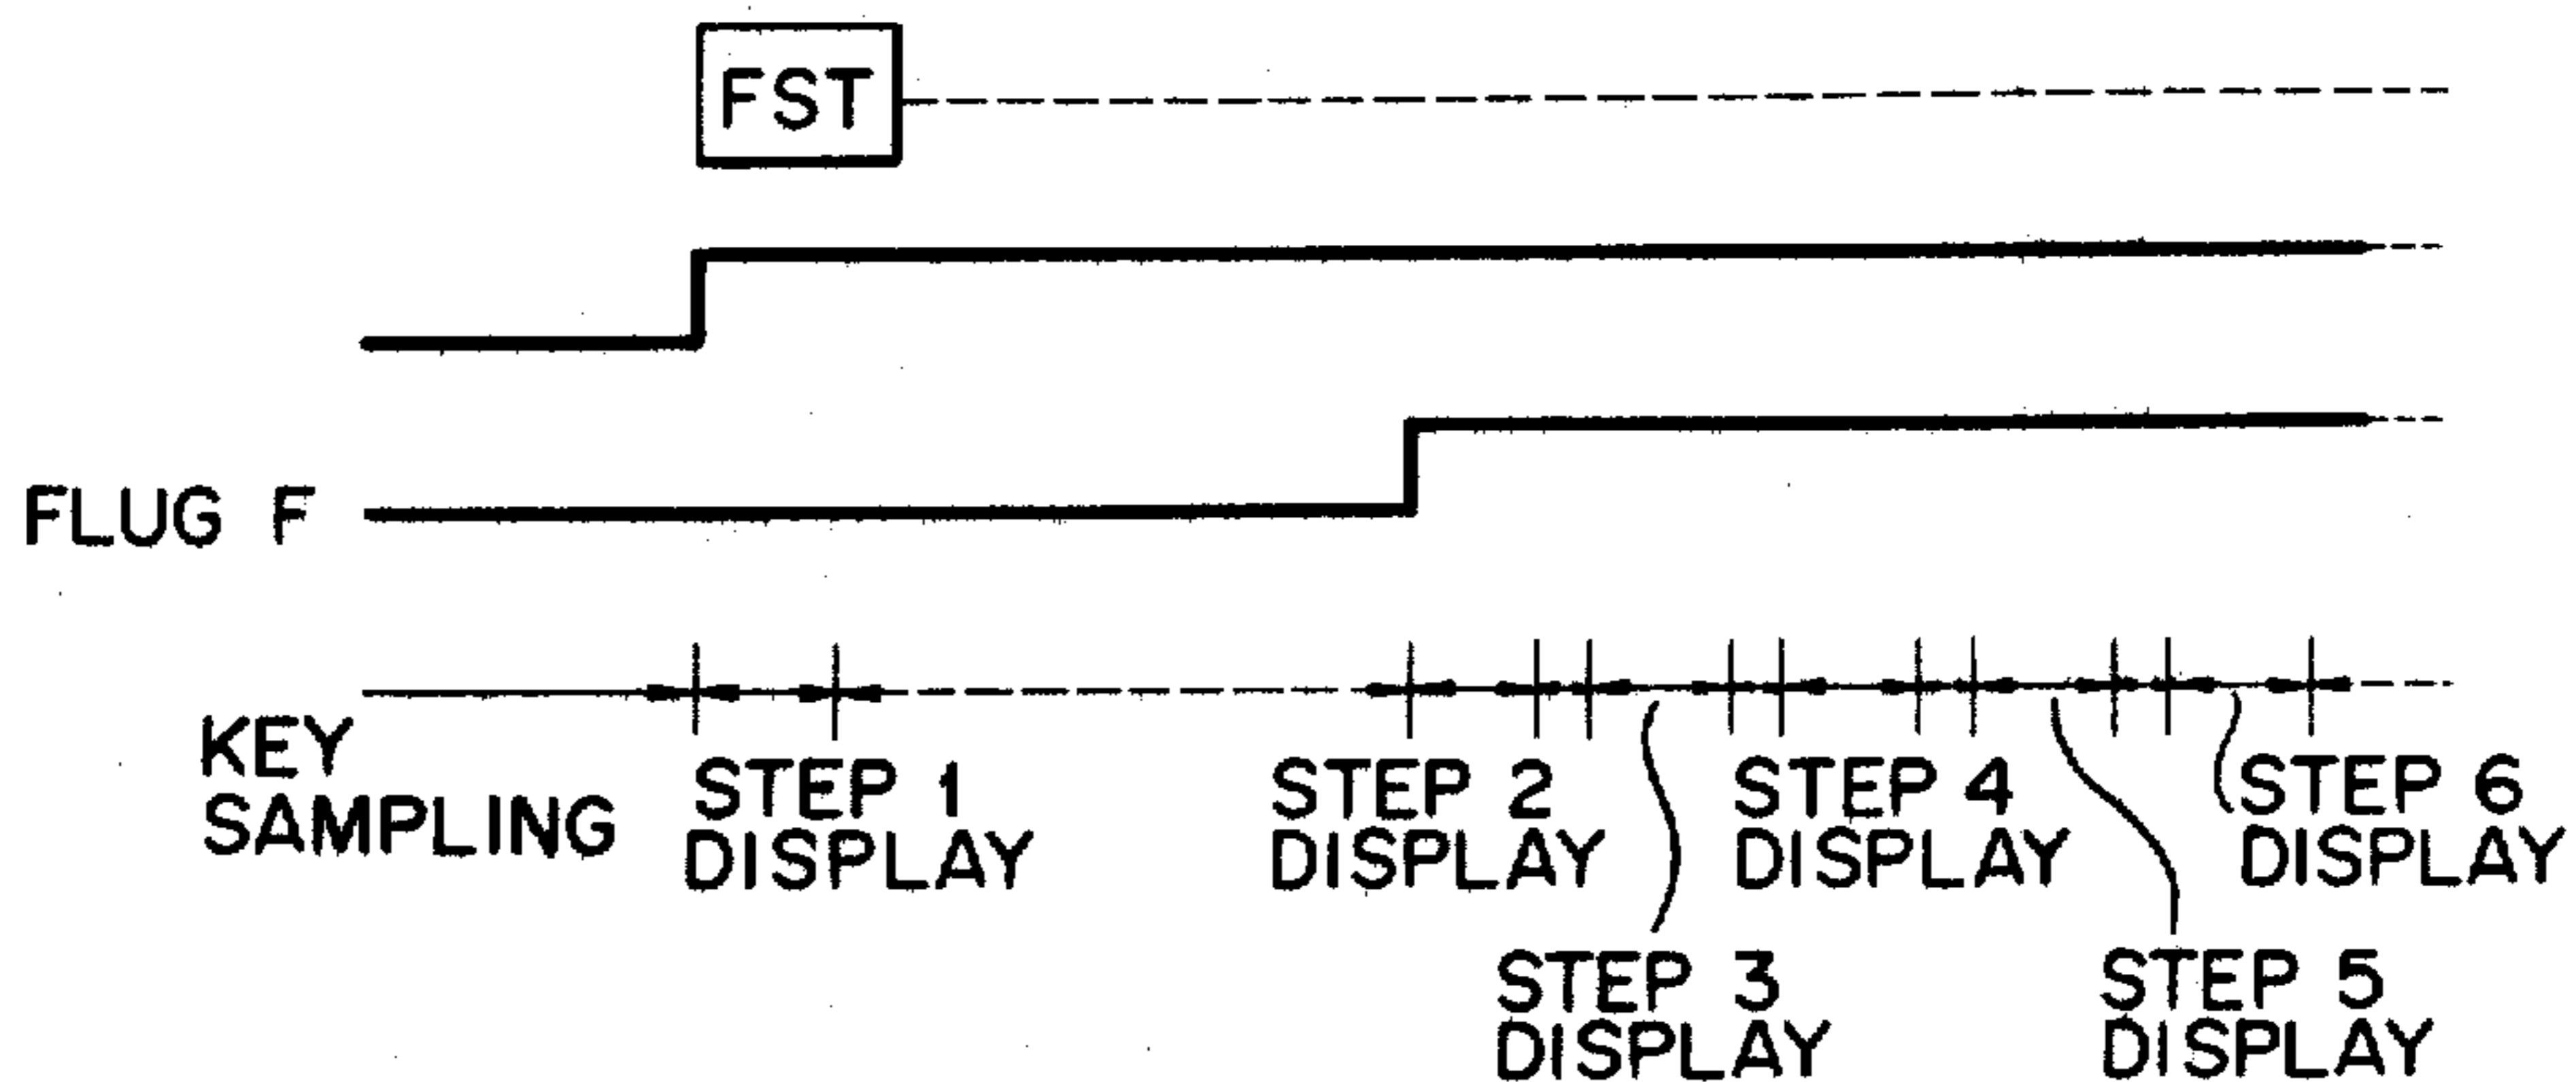 FST
FLUG F
KEY
SAMPLING
STEP 1
DISPLAY
STEP 2
DISPLAY
STEP 3
DISPLAY
STEP 4
DISPLAY
STEP 5
DISPLAY
STEP 6
DISPLAY